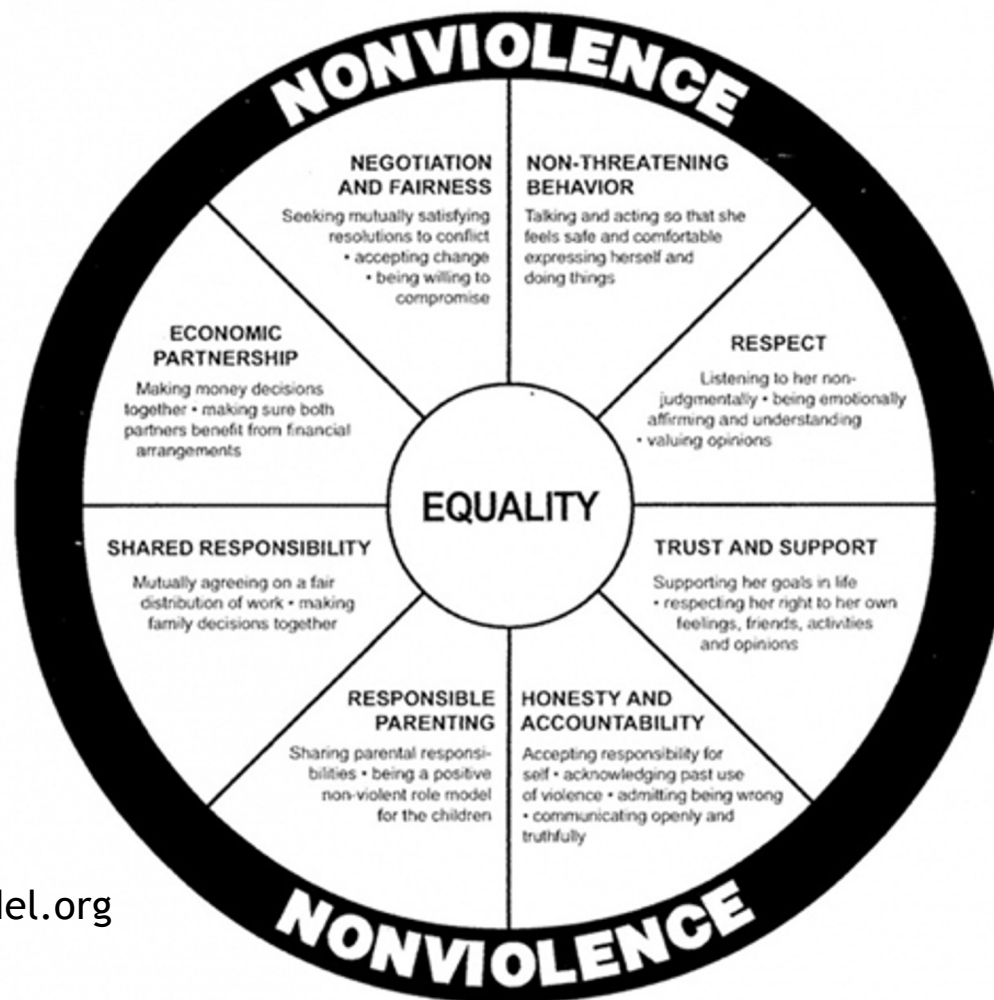 NONVIOLENCE
NEGOTIATION
AND FAIRNESS
Seeking mutually satisfying
resolutions to conflict
• accepting change
• being willing to
compromise
NON-THREATENING
BEHAVIOR
Talking and acting so that she
feels safe and comfortable
expressing herself and
doing things
ECONOMIC
PARTNERSHIP
Making money decisions
together • making sure both
partners benefit from financial
arrangements
RESPECT
Listening to her non-
judgmentally • being emotionally
affirming and understanding
• valuing opinions
EQUALITY
SHARED RESPONSIBILITY
Mutually agreeing on a fair
distribution of work • making
family decisions together
TRUST AND SUPPORT
Supporting her goals in life
• respecting her right to her own
feelings, friends, activities
and opinions
RESPONSIBLE
PARENTING
Sharing parental responsi-
bilities • being a positive
non-violent role model
for the children
HONESTY AND
ACCOUNTABILITY
Accepting responsibility for
self • acknowledging past use
of violence • admitting being wrong
• communicating openly and
truthfully
del.org
NONVIOLENCE